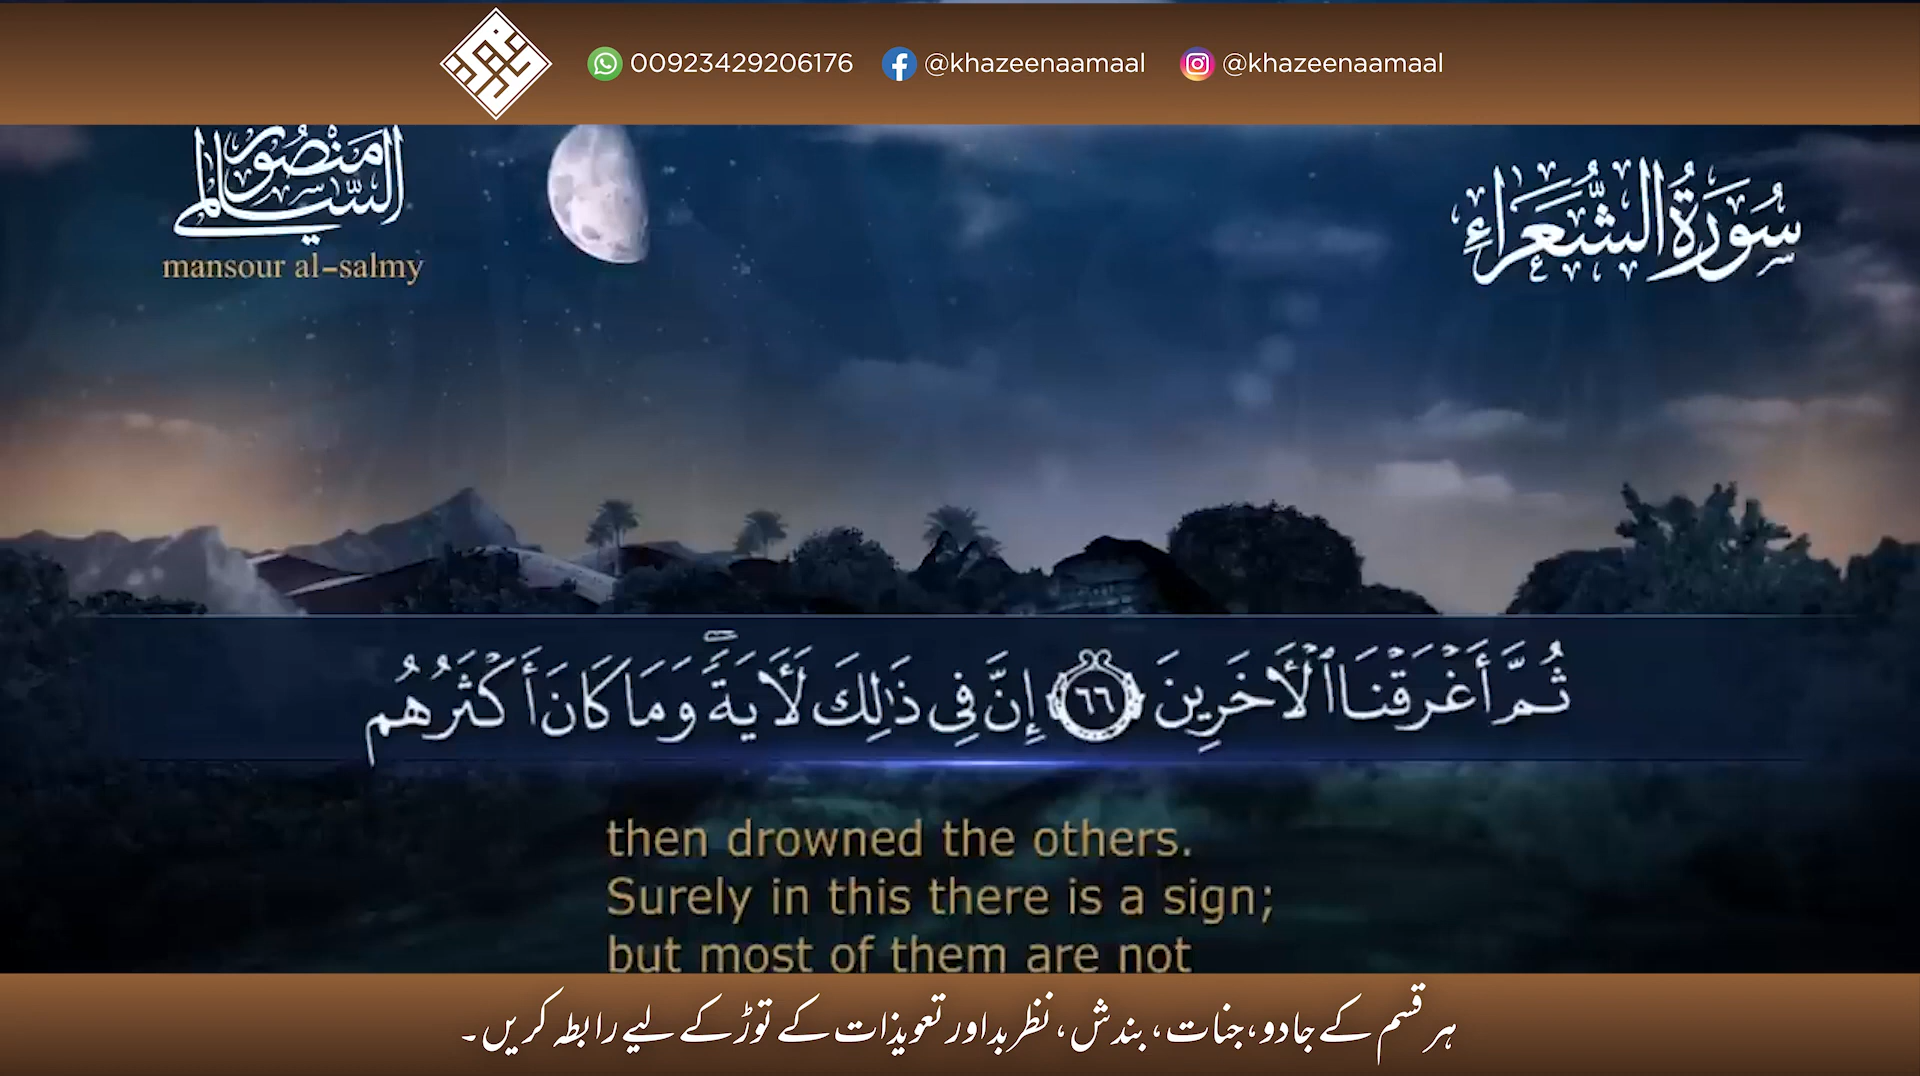 00923429206176 @khazeenaamaal @khazeenaamaal
منصور السالمي
mansour al-salmy
سُورَةُ الشُّعَرَاءِ
ثُمَّ أَغْرَقْنَا ٱلْأَخَرِينَ ٦٦ إِنَّ فِي ذَٰلِكَ لَأَيَةً ۖ وَمَا كَانَ أَكْثَرُهُم
then drowned the others.
Surely in this there is a sign;
but most of them are not
ہر قسم کے جادو، جنات، بندش، نظر بد اور تعویذات کے توڑ کے لیے رابطہ کریں۔